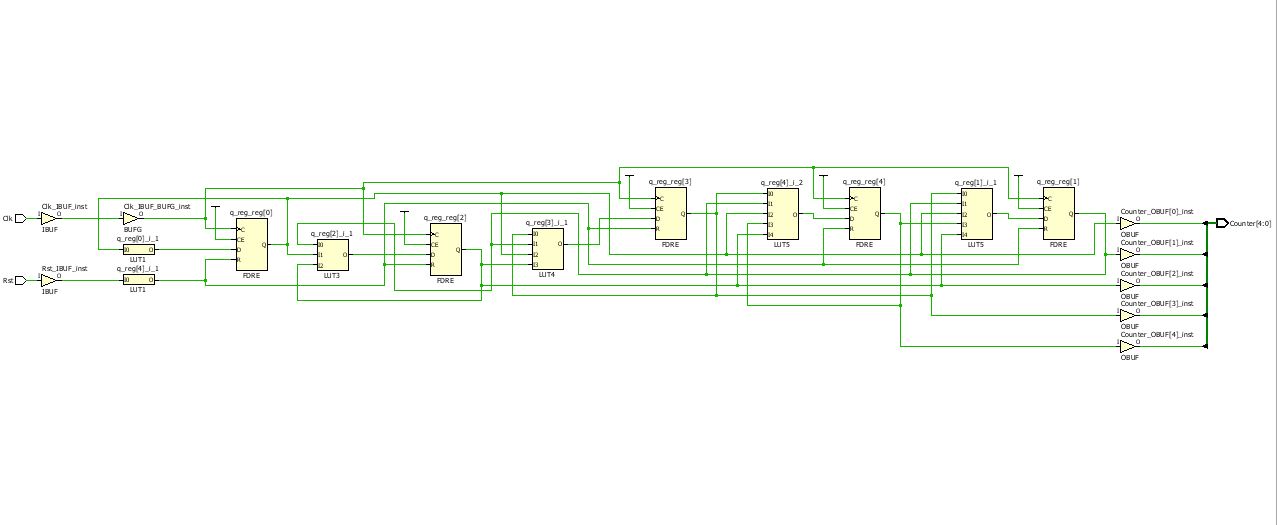 Clk
Clk_IBUF_inst
I O
IBUF
Clk_IBUF_BUFG_inst
I O
BUFG
q_reg[0]_i_1
I0 O
LUT1
Rst
Rst_IBUF_inst
I O
IBUF
q_reg[4]_i_1
I0 O
LUT1
q_reg_reg[0]
C
CE
D
R
Q
FDRE
q_reg[2]_i_1
I0
I1
I2
O
LUT3
q_reg_reg[2]
C
CE
D
R
Q
FDRE
q_reg[3]_i_1
I0
I1
I2
I3
O
LUT4
q_reg_reg[3]
C
CE
D
R
Q
FDRE
q_reg[4]_i_2
I0
I1
I2
I3
I4
O
LUT5
q_reg_reg[4]
C
CE
D
R
Q
FDRE
q_reg[1]_i_1
I0
I1
I2
I3
I4
O
LUT5
q_reg_reg[1]
C
CE
D
R
Q
FDRE
Counter_OBUF[0]_inst
I O
OBUF
Counter_OBUF[1]_inst
I O
OBUF
Counter_OBUF[2]_inst
I O
OBUF
Counter_OBUF[3]_inst
I O
OBUF
Counter_OBUF[4]_inst
I O
OBUF
Counter[4:0]